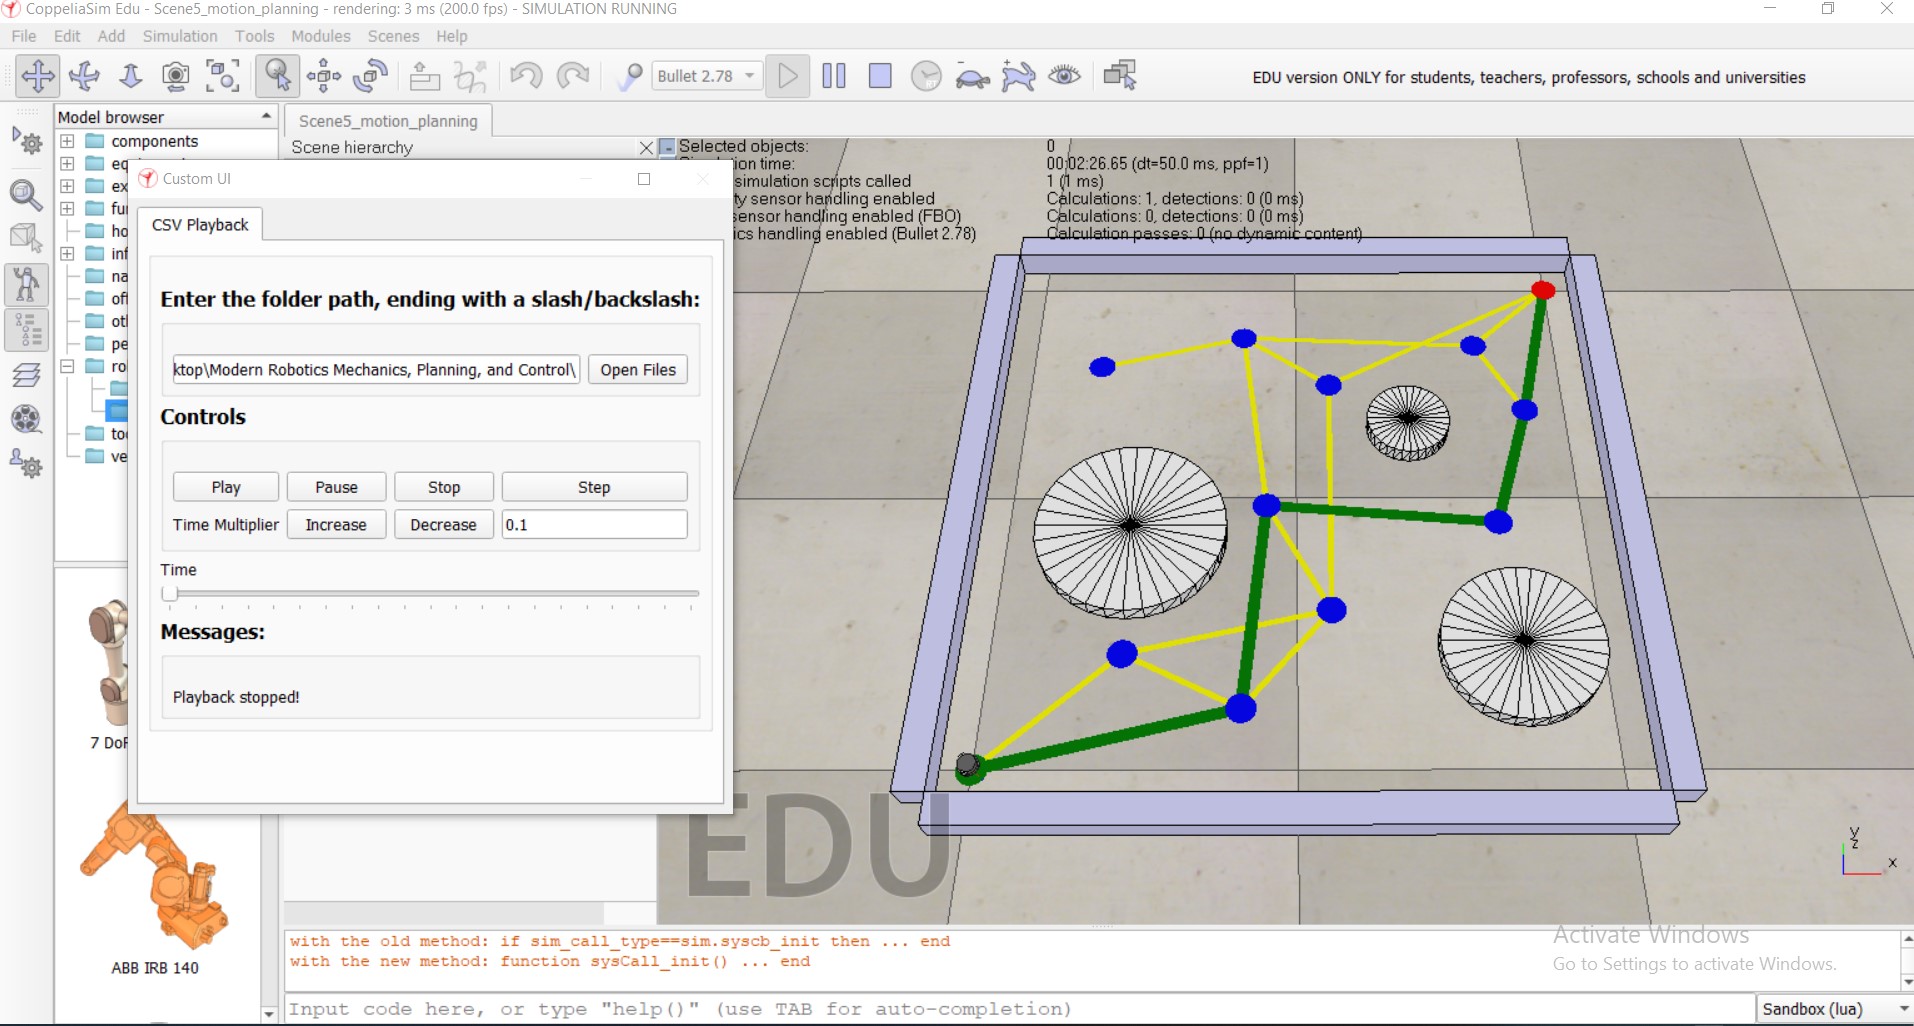 CoppeliaSim Edu - Scene5_motion_planning - rendering: 3 ms (200.0 fps) - SIMULATION RUNNING
File Edit Add Simulation Tools Modules Scenes Help
Bullet 2.78
EDU version ONLY for students, teachers, professors, schools and universities
Model browser
components
eq
ex
fu
ho
inf
na
off
ot
pe
ro
too
ve
Scene5_motion_planning
Scene hierarchy
Selected objects: 0
ion time: 00:02:26.65 (dt=50.0 ms, ppf=1)
simulation scripts called 1 (1 ms)
ty sensor handling enabled Calculations: 1, detections: 0 (0 ms)
sensor handling enabled (FBO) Calculations: 0, detections: 0 (0 ms)
ics handling enabled (Bullet 2.78) Calculation passes: 0 (no dynamic content)
Custom UI
CSV Playback
Enter the folder path, ending with a slash/backslash:
ktop\Modern Robotics Mechanics, Planning, and Control\ Open Files
Controls
Play Pause Stop Step
Time Multiplier Increase Decrease 0.1
Time
Messages:
Playback stopped!
7 DoF
ABB IRB 140
EDU
y
z
x
with the old method: if sim_call_type==sim.syscb_init then ... end
with the new method: function sysCall_init() ... end
Activate Windows
Go to Settings to activate Windows.
Input code here, or type "help()" (use TAB for auto-completion)
Sandbox (lua)